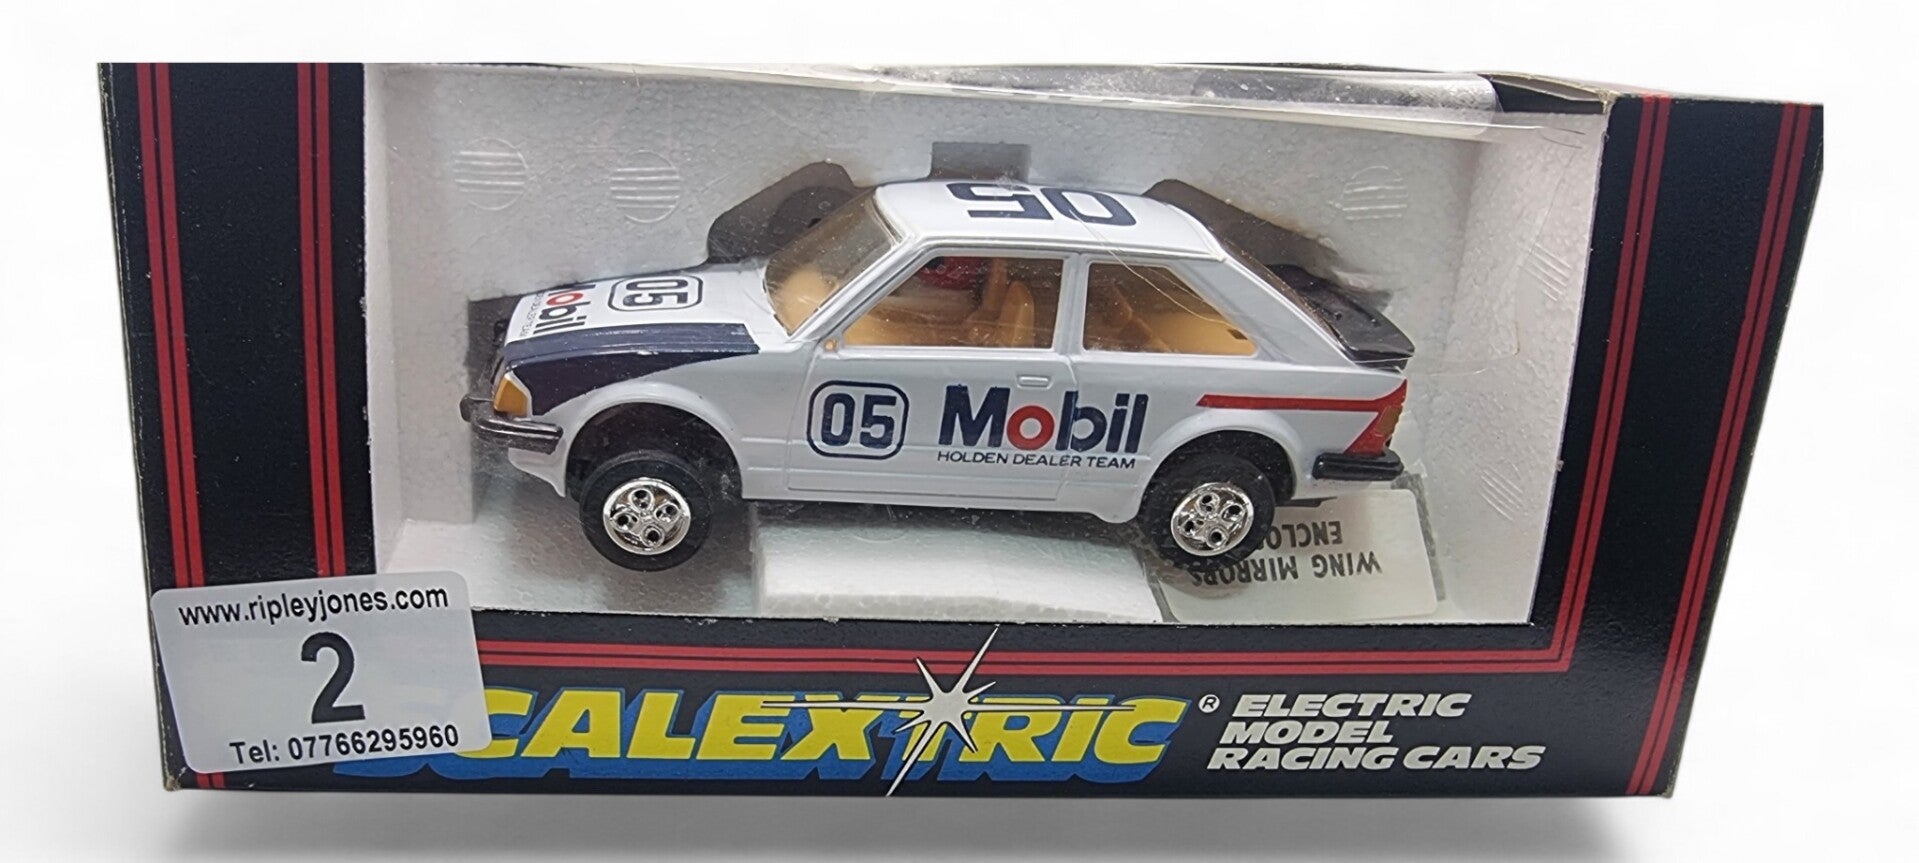 05
05
Mobil
05
Mobil
HOLDEN DEALER TEAM
WING MIRRORS
www.ripleyjones.com
2
Tel: 07766295960
SCALEXTRIC®
ELECTRIC
MODEL
RACING CARS